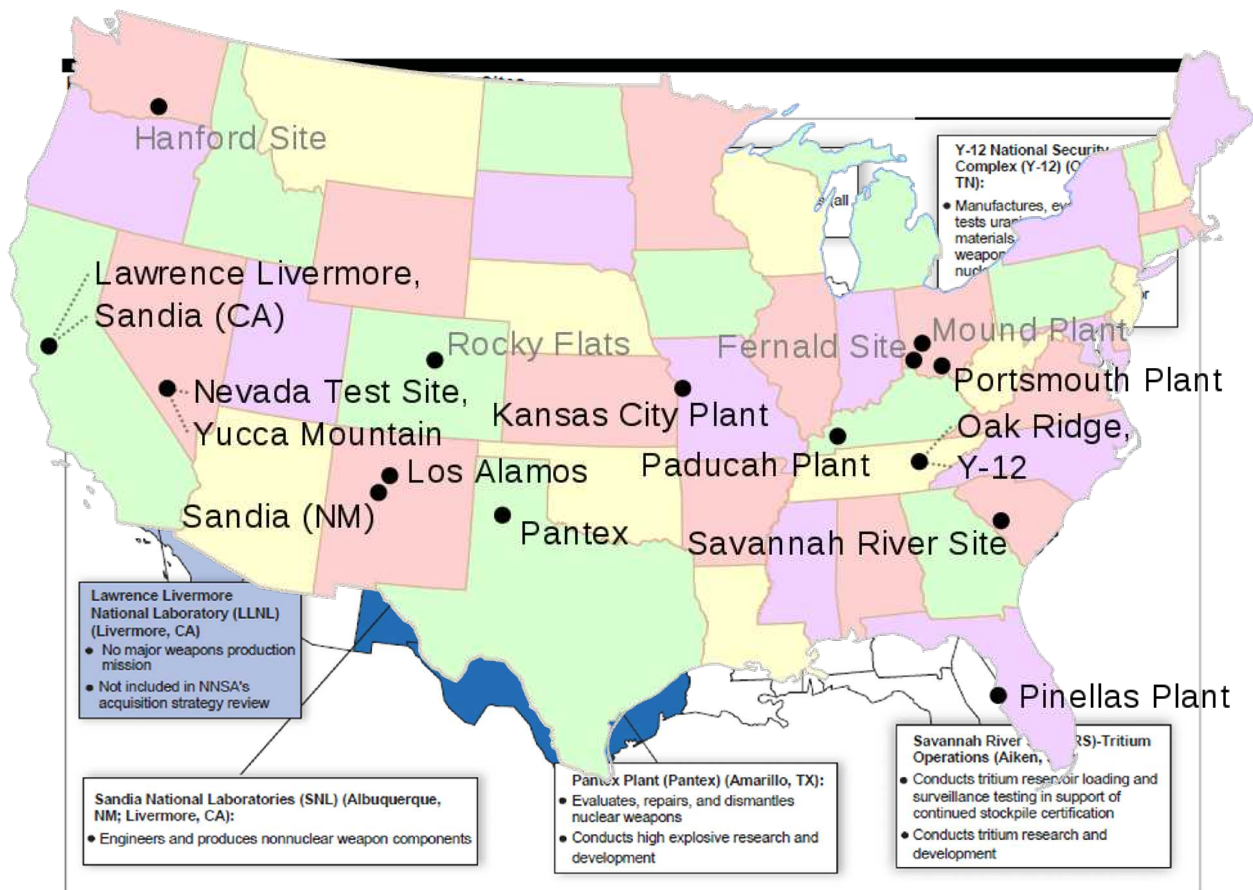 Hanford Site
(all
Y-12 National Security
Complex (Y-12)
TN):
● Manufactures,
tests
materials
weapon
Lawrence Livermore,
Sandia (CA)
or
Rocky Flats
Fernald Site
Mound Plant
Portsmouth Plant
Nevada Test Site,
Yucca Mountain
Kansas City Plant
Oak Ridge,
Y-12
Paducah Plant
Los Alamos
Sandia (NM)
Pantex
Savannah River Site
Lawrence Livermore
National Laboratory (LLNL)
(Livermore, CA)
● No major weapons production
mission
● Not included in NNSA's
acquisition strategy review
Pinellas Plant
Sandia National Laboratories (SNL) (Albuquerque,
NM; Livermore, CA):
● Engineers and produces nonnuclear weapon components
Pantex Plant (Pantex) (Amarillo, TX):
● Evaluates, repairs, and dismantles
nuclear weapons
● Conducts high explosive research and
development
Savannah River RS)-Tritium
Operations (Aiken,
● Conducts tritium reservoir loading and
surveillance testing in support of
continued stockpile certification
● Conducts tritium research and
development